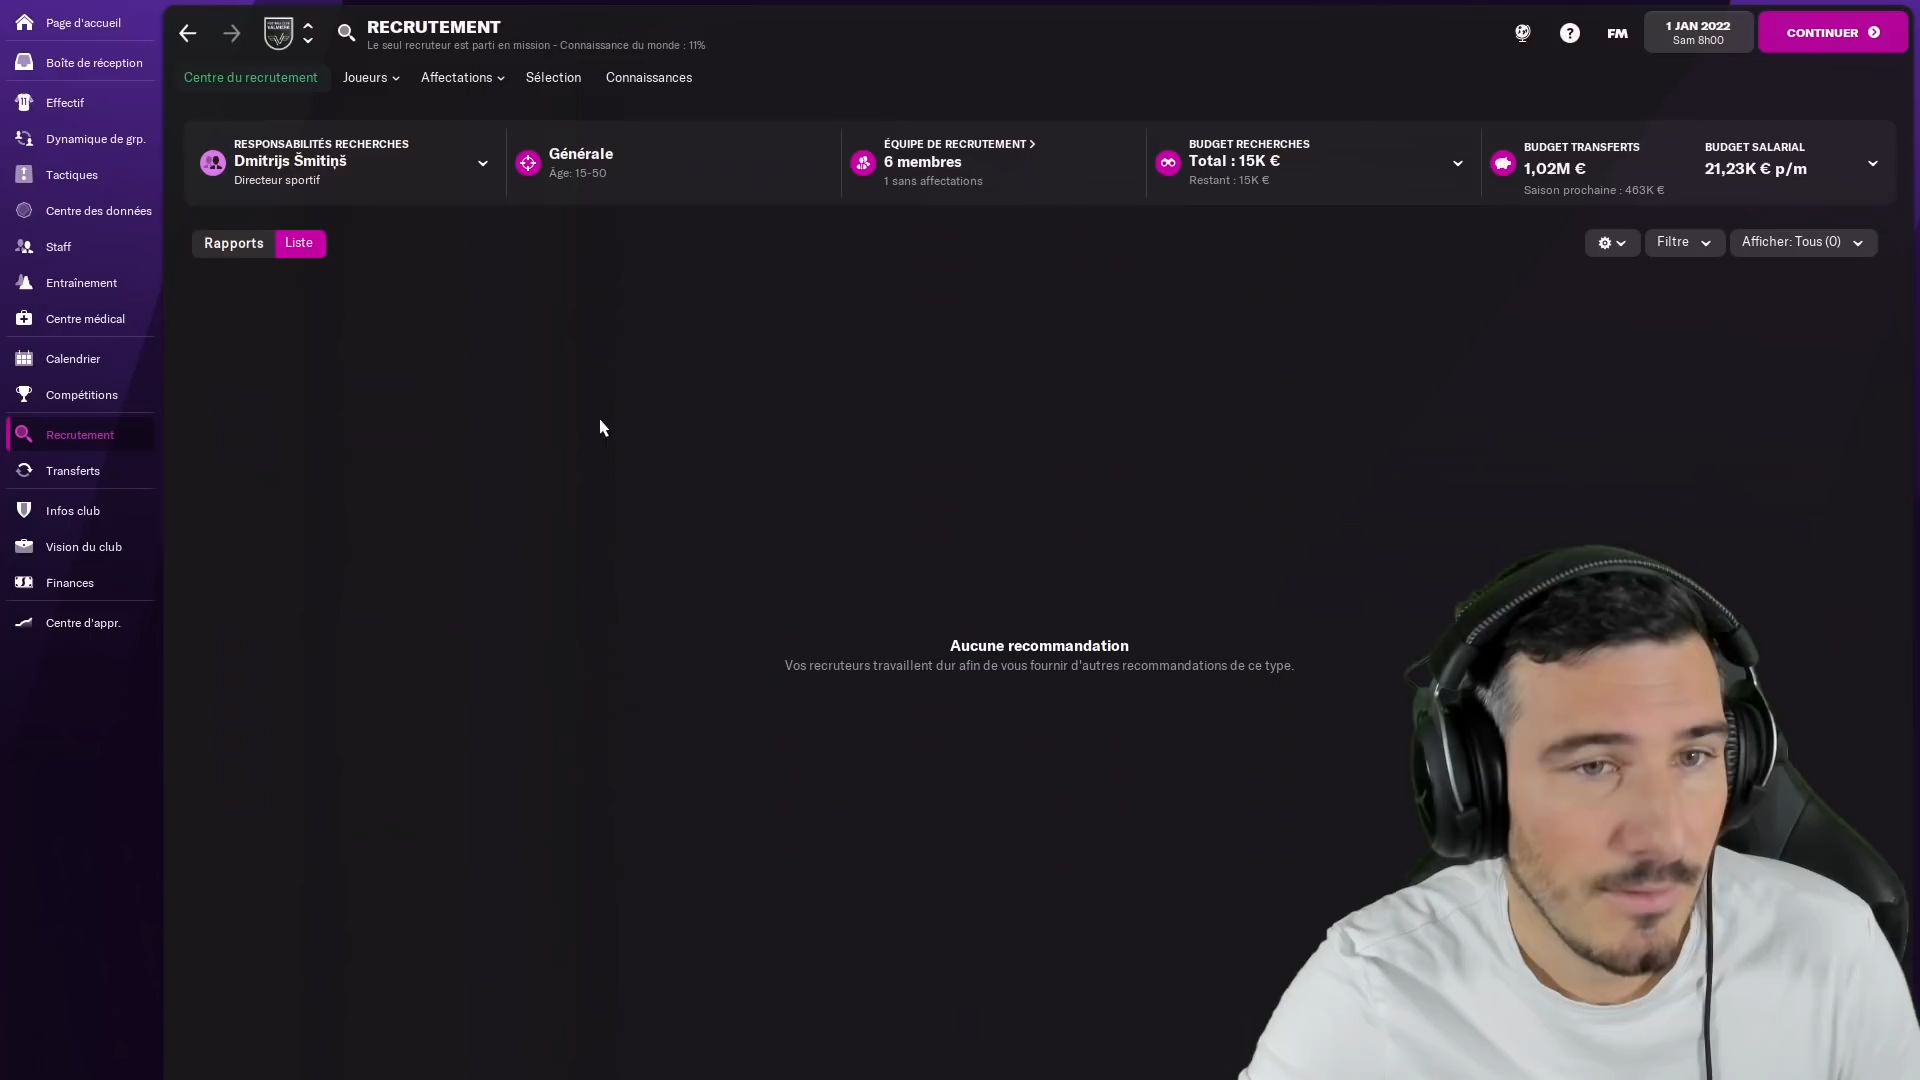 Page d'accueil
Boîte de réception
Effectif
Dynamique de grp.
Tactiques
Centre des données
Staff
Entraînement
Centre médical
Calendrier
Compétitions
Recrutement
Transferts
Infos club
Vision du club
Finances
Centre d'appr.
RECRUTEMENT
Le seul recruteur est parti en mission - Connaissance du monde : 11%
FM
1 JAN 2022
Sam 8h00
CONTINUER
Centre du recrutement
Joueurs
Affectations
Sélection
Connaissances
RESPONSABILITÉS RECHERCHES
Dmitrijs Šmitiņš
Directeur sportif
Générale
Âge: 15-50
ÉQUIPE DE RECRUTEMENT >
6 membres
1 sans affectations
BUDGET RECHERCHES
Total : 15K €
Restant : 15K €
BUDGET TRANSFERTS
1,02M €
Saison prochaine : 463K €
BUDGET SALARIAL
21,23K € p/m
Rapports
Liste
Filtre
Afficher: Tous (0)
Aucune recommandation
Vos recruteurs travaillent dur afin de vous fournir d'autres recommandations de ce type.